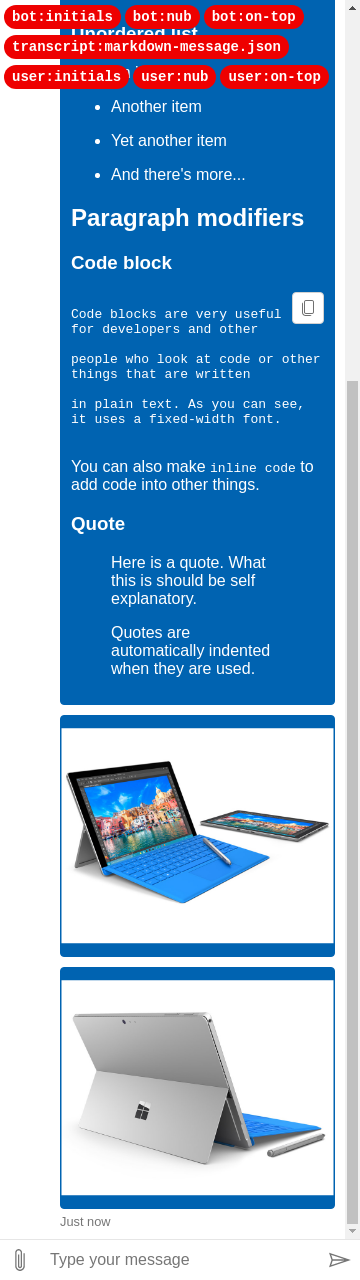 bot:initials bot:nub bot:on-top
transcript:markdown-message.json
user:initials user:nub user:on-top
Unordered list
Another item
Yet another item
And there's more...
Paragraph modifiers
Code block
Code blocks are very useful
for developers and other
people who look at code or other
things that are written
in plain text. As you can see,
it uses a fixed-width font.
You can also make inline code to
add code into other things.
Quote
Here is a quote. What
this is should be self
explanatory.
Quotes are
automatically indented
when they are used.
Just now
Type your message